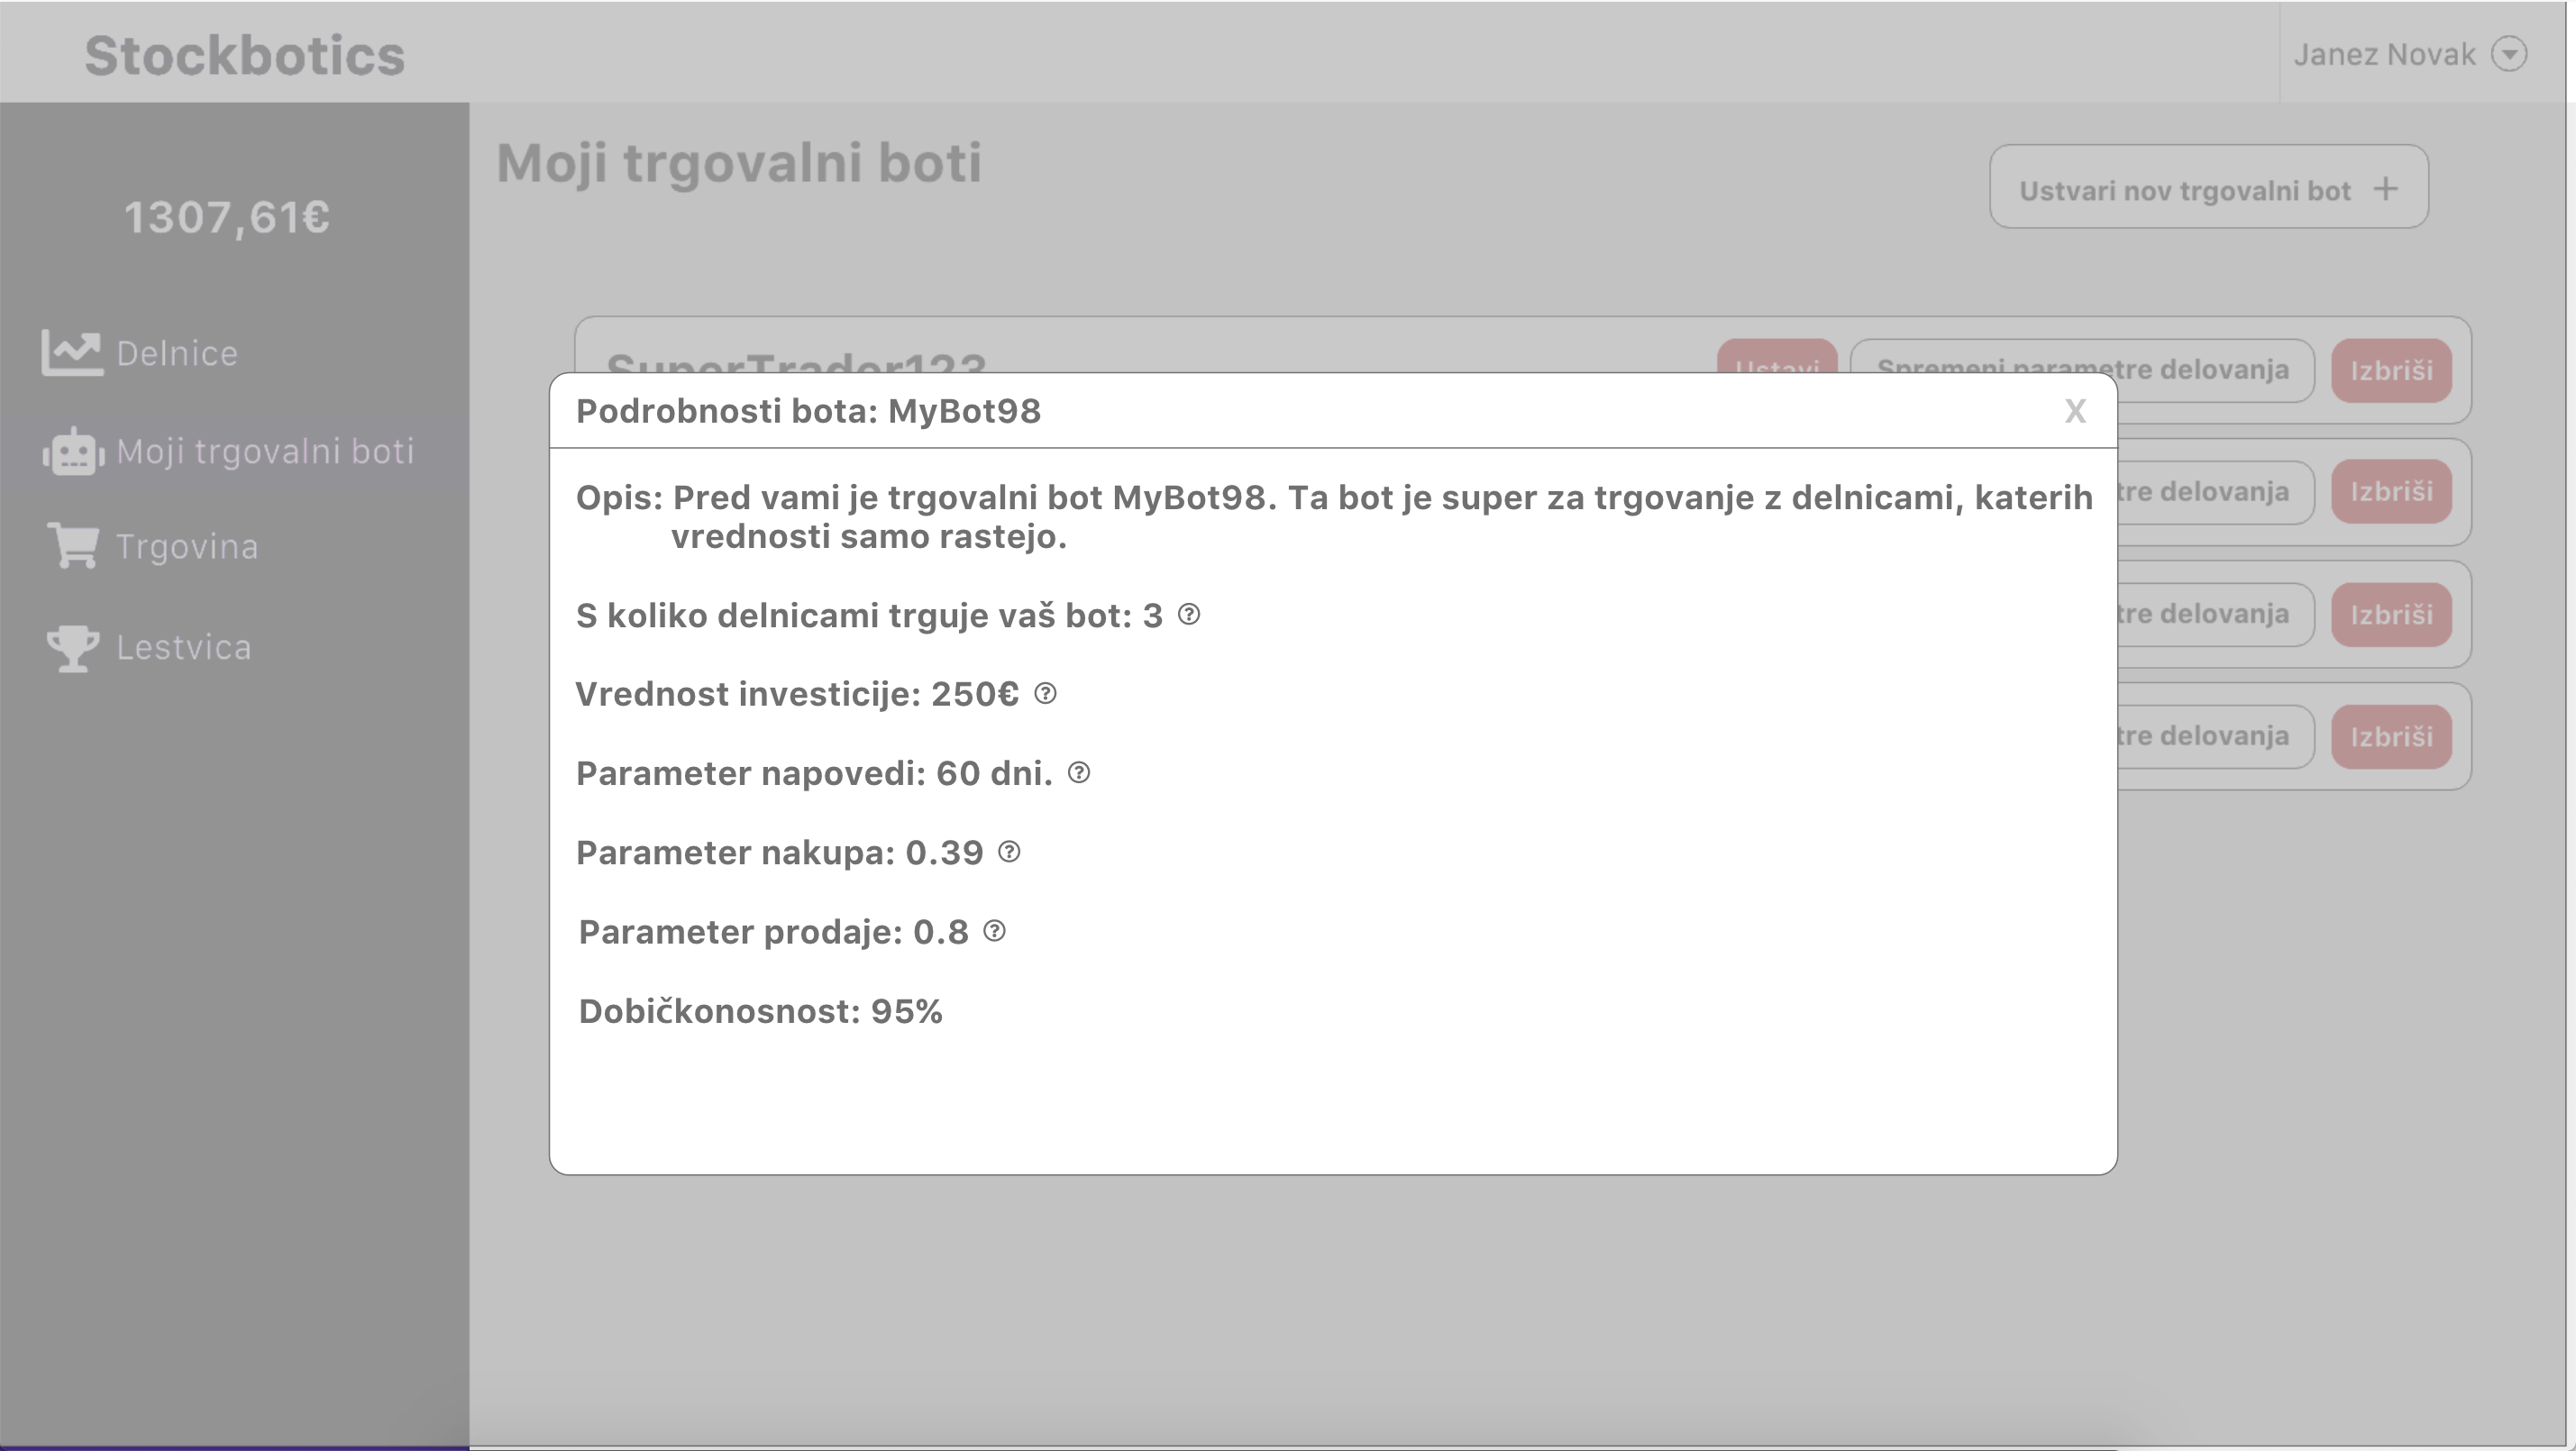 Stockbotics
Janez Novak
1307,61€
Delnice
Moji trgovalni boti
Trgovina
Lestvica
Moji trgovalni boti
Ustvari nov trgovalni bot +
SuperTrader123
Ustavi
Spremeni parametre delovanja
Izbriši
tre delovanja
Izbriši
tre delovanja
Izbriši
tre delovanja
Izbriši
Podrobnosti bota: MyBot98
X
Opis: Pred vami je trgovalni bot MyBot98. Ta bot je super za trgovanje z delnicami, katerih
vrednosti samo rastejo.
S koliko delnicami trguje vaš bot: 3 ?
Vrednost investicije: 250€ ?
Parameter napovedi: 60 dni. ?
Parameter nakupa: 0.39 ?
Parameter prodaje: 0.8 ?
Dobičkonosnost: 95%